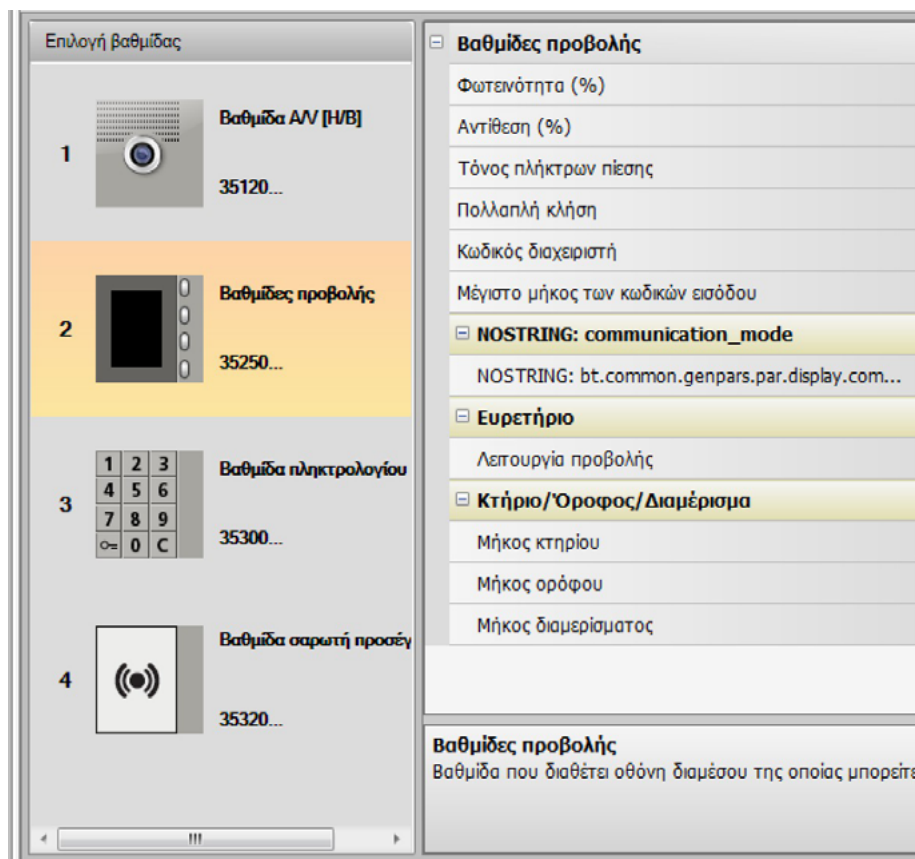 Επιλογή βαθμίδας
1
Βαθμίδα A/V [Η/Β]
35120...
2
Βαθμίδες προβολής
35250...
3
1 2 3
4 5 6
7 8 9
0 C
Βαθμίδα πληκτρολογίου
35300...
4
Βαθμίδα σαρωτή προσέγ
35320...
Βαθμίδες προβολής
Φωτεινότητα (%)
Αντίθεση (%)
Τόνος πλήκτρων πίεσης
Πολλαπλή κλήση
Κωδικός διαχειριστή
Μέγιστο μήκος των κωδικών εισόδου
NOSTRING: communication_mode
NOSTRING: bt.common.genpars.par.display.com...
Ευρετήριο
Λειτουργία προβολής
Κτήριο/Όροφος/Διαμέρισμα
Μήκος κτηρίου
Μήκος ορόφου
Μήκος διαμερίσματος
Βαθμίδες προβολής
Βαθμίδα που διαθέτει οθόνη διαμέσου της οποίας μπορείτε